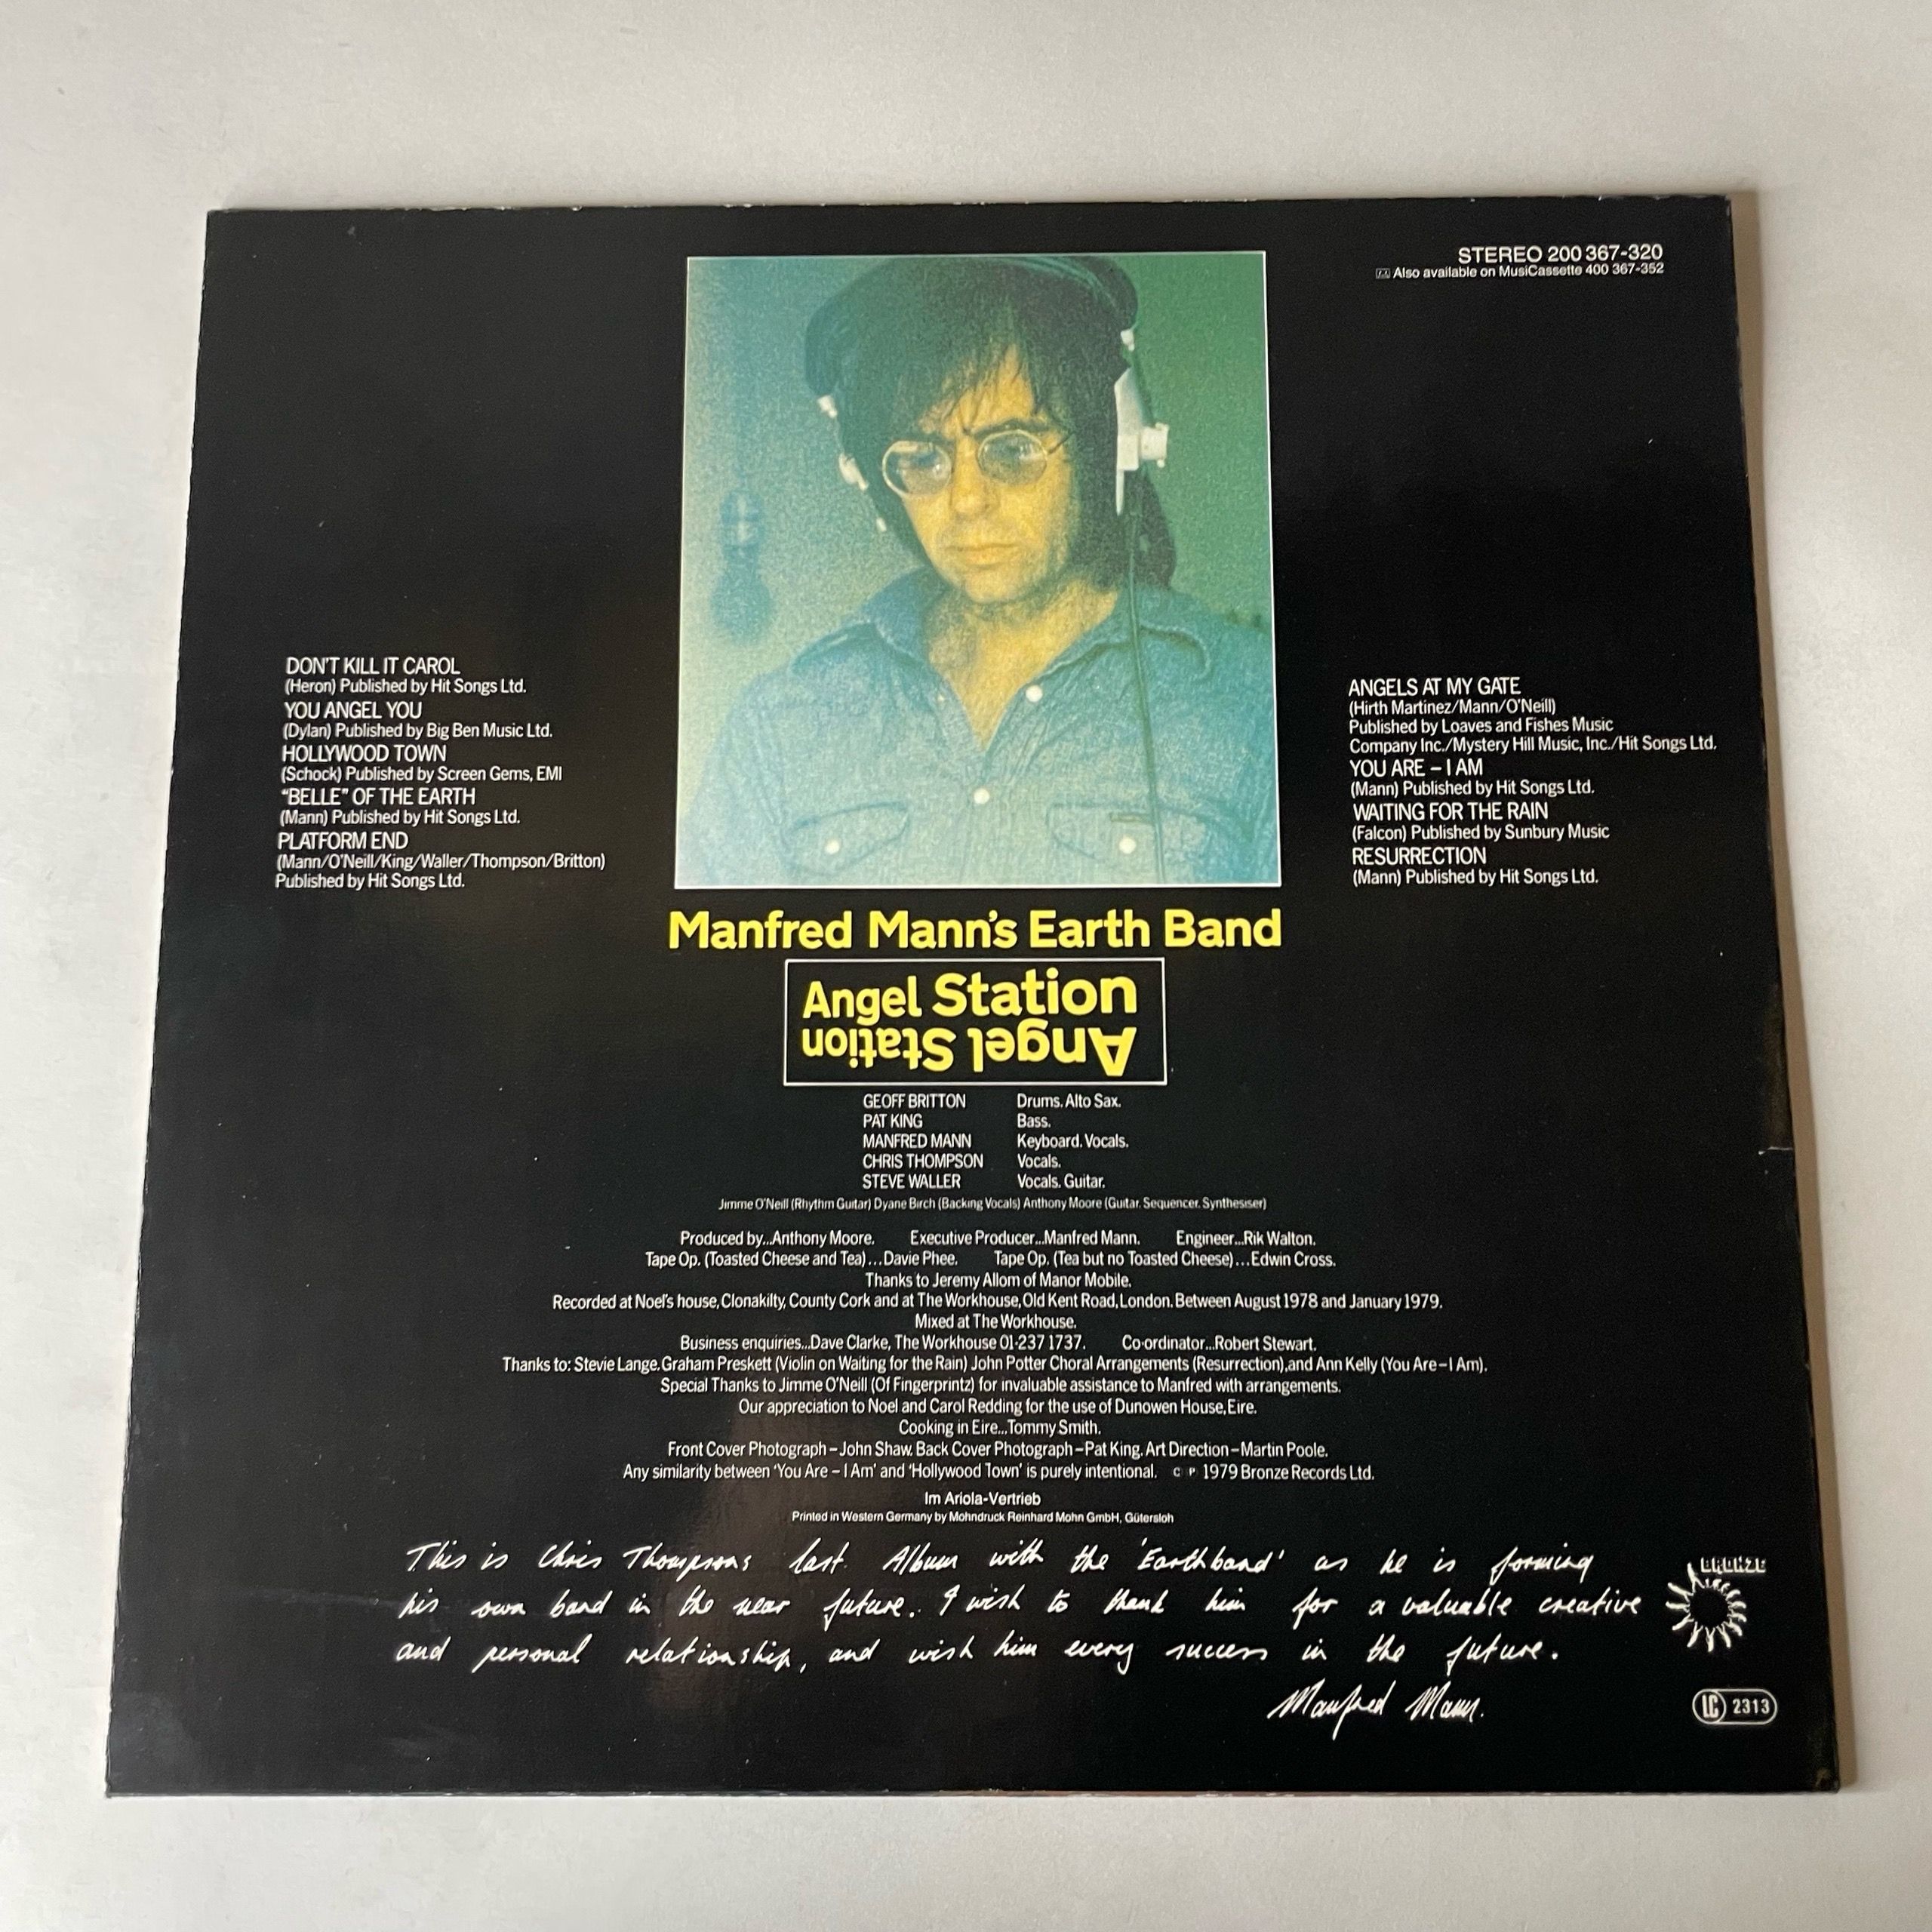 STEREO 200 367-320
Also available on MusiCassette 400 367-352
DON'T KILL IT CAROL
(Heron) Published by Hit Songs Ltd.
YOU ANGEL YOU
(Dylan) Published by Big Ben Music Ltd.
HOLLYWOOD TOWN
(Schock) Published by Screen Gems, EMI
"BELLE" OF THE EARTH
(Mann) Published by Hit Songs Ltd.
PLATFORM END
(Mann/O'Neill/King/Waller/Thompson/Britton)
Published by Hit Songs Ltd.
ANGELS AT MY GATE
(Hirth Martinez/Mann/O'Neill)
Published by Loaves and Fishes Music
Company Inc./Mystery Hill Music, Inc./Hit Songs Ltd.
YOU ARE – I AM
(Mann) Published by Hit Songs Ltd.
WAITING FOR THE RAIN
(Falcon) Published by Sunbury Music
RESURRECTION
(Mann) Published by Hit Songs Ltd.
Manfred Mann's Earth Band
Angel Station
Angel Station
GEOFF BRITTON Drums. Alto Sax.
PAT KING Bass.
MANFRED MANN Keyboard. Vocals.
CHRIS THOMPSON Vocals.
STEVE WALLER Vocals. Guitar.
Jimme O'Neill (Rhythm Guitar) Dyane Birch (Backing Vocals) Anthony Moore (Guitar. Sequencer. Synthesiser)
Produced by...Anthony Moore. Executive Producer...Manfred Mann. Engineer...Rik Walton.
Tape Op. (Toasted Cheese and Tea)...Davie Phee. Tape Op. (Tea but no Toasted Cheese)...Edwin Cross.
Thanks to Jeremy Allom of Manor Mobile.
Recorded at Noel's house, Clonakilty, County Cork and at The Workhouse, Old Kent Road, London. Between August 1978 and January 1979.
Mixed at The Workhouse.
Business enquiries...Dave Clarke, The Workhouse 01-237 1737. Co-ordinator...Robert Stewart.
Thanks to: Stevie Lange. Graham Preskett (Violin on Waiting for the Rain) John Potter Choral Arrangements (Resurrection), and Ann Kelly (You Are – I Am).
Special Thanks to Jimme O'Neill (Of Fingerprintz) for invaluable assistance to Manfred with arrangements.
Our appreciation to Noel and Carol Redding for the use of Dunowen House, Eire.
Cooking in Eire...Tommy Smith.
Front Cover Photograph – John Shaw. Back Cover Photograph – Pat King. Art Direction – Martin Poole.
Any similarity between 'You Are – I Am' and 'Hollywood Town' is purely intentional. C P 1979 Bronze Records Ltd.
Im Ariola-Vertrieb
Printed in Western Germany by Mohndruck Reinhard Mohn GmbH, Gütersloh
This is Chris Thompsons last Album with the 'Earthband' as he is forming
his own band in the near future. I wish to thank him for a valuable creative
and personal relationship, and wish him every success in the future.
Manfred Mann.
BRONZE
LC 2313